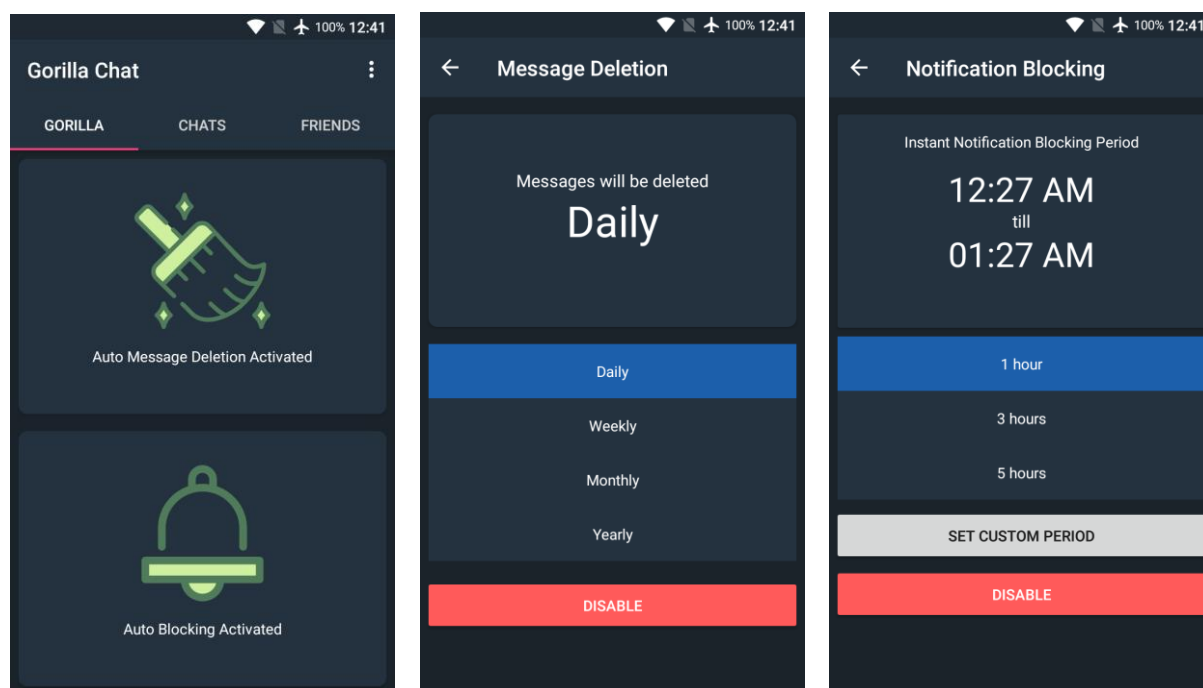 100% 12:41
Gorilla Chat
GORILLA CHATS FRIENDS
Auto Message Deletion Activated
Auto Blocking Activated
100% 12:41
Message Deletion
Messages will be deleted
Daily
Daily
Weekly
Monthly
Yearly
DISABLE
100% 12:41
Notification Blocking
Instant Notification Blocking Period
12:27 AM
till
01:27 AM
1 hour
3 hours
5 hours
SET CUSTOM PERIOD
DISABLE